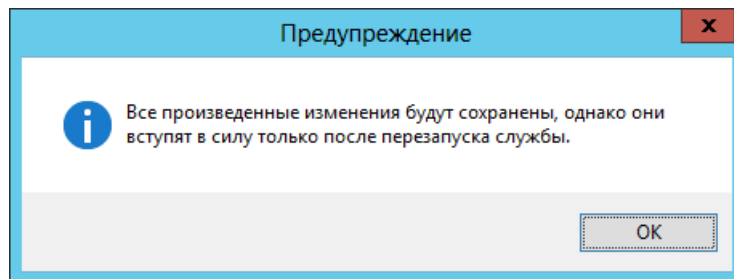 Предупреждение
x
Все произведенные изменения будут сохранены, однако они
вступят в силу только после перезапуска службы.
OK